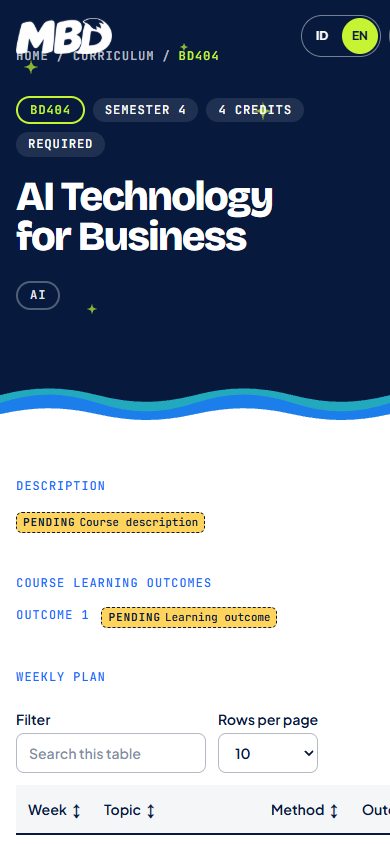 MBD
ID EN
HOME / CURRICULUM / BD404
BD404 SEMESTER 4 4 CREDITS
REQUIRED
AI Technology
for Business
AI
DESCRIPTION
PENDING Course description
COURSE LEARNING OUTCOMES
OUTCOME 1 PENDING Learning outcome
WEEKLY PLAN
Filter Rows per page
Search this table 10
Week Topic Method Outc